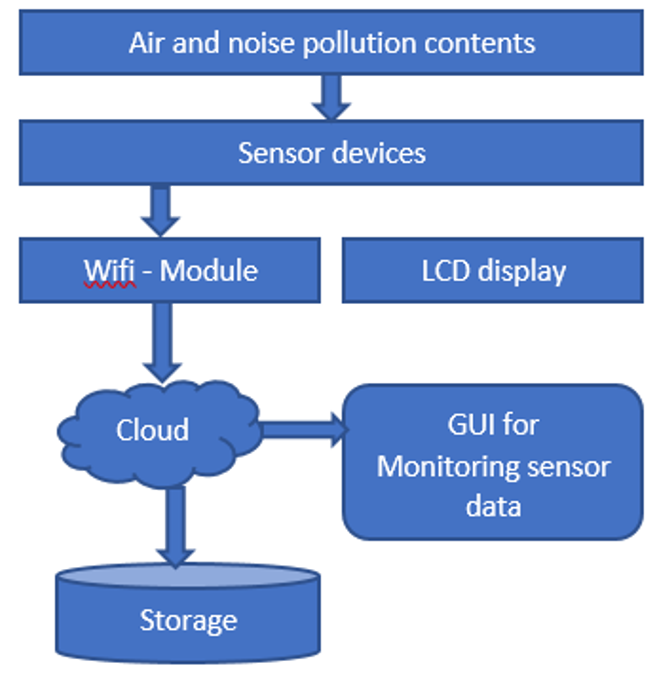 Air and noise pollution contents
Sensor devices
Wifi - Module
LCD display
Cloud
GUI for
Monitoring sensor
data
Storage